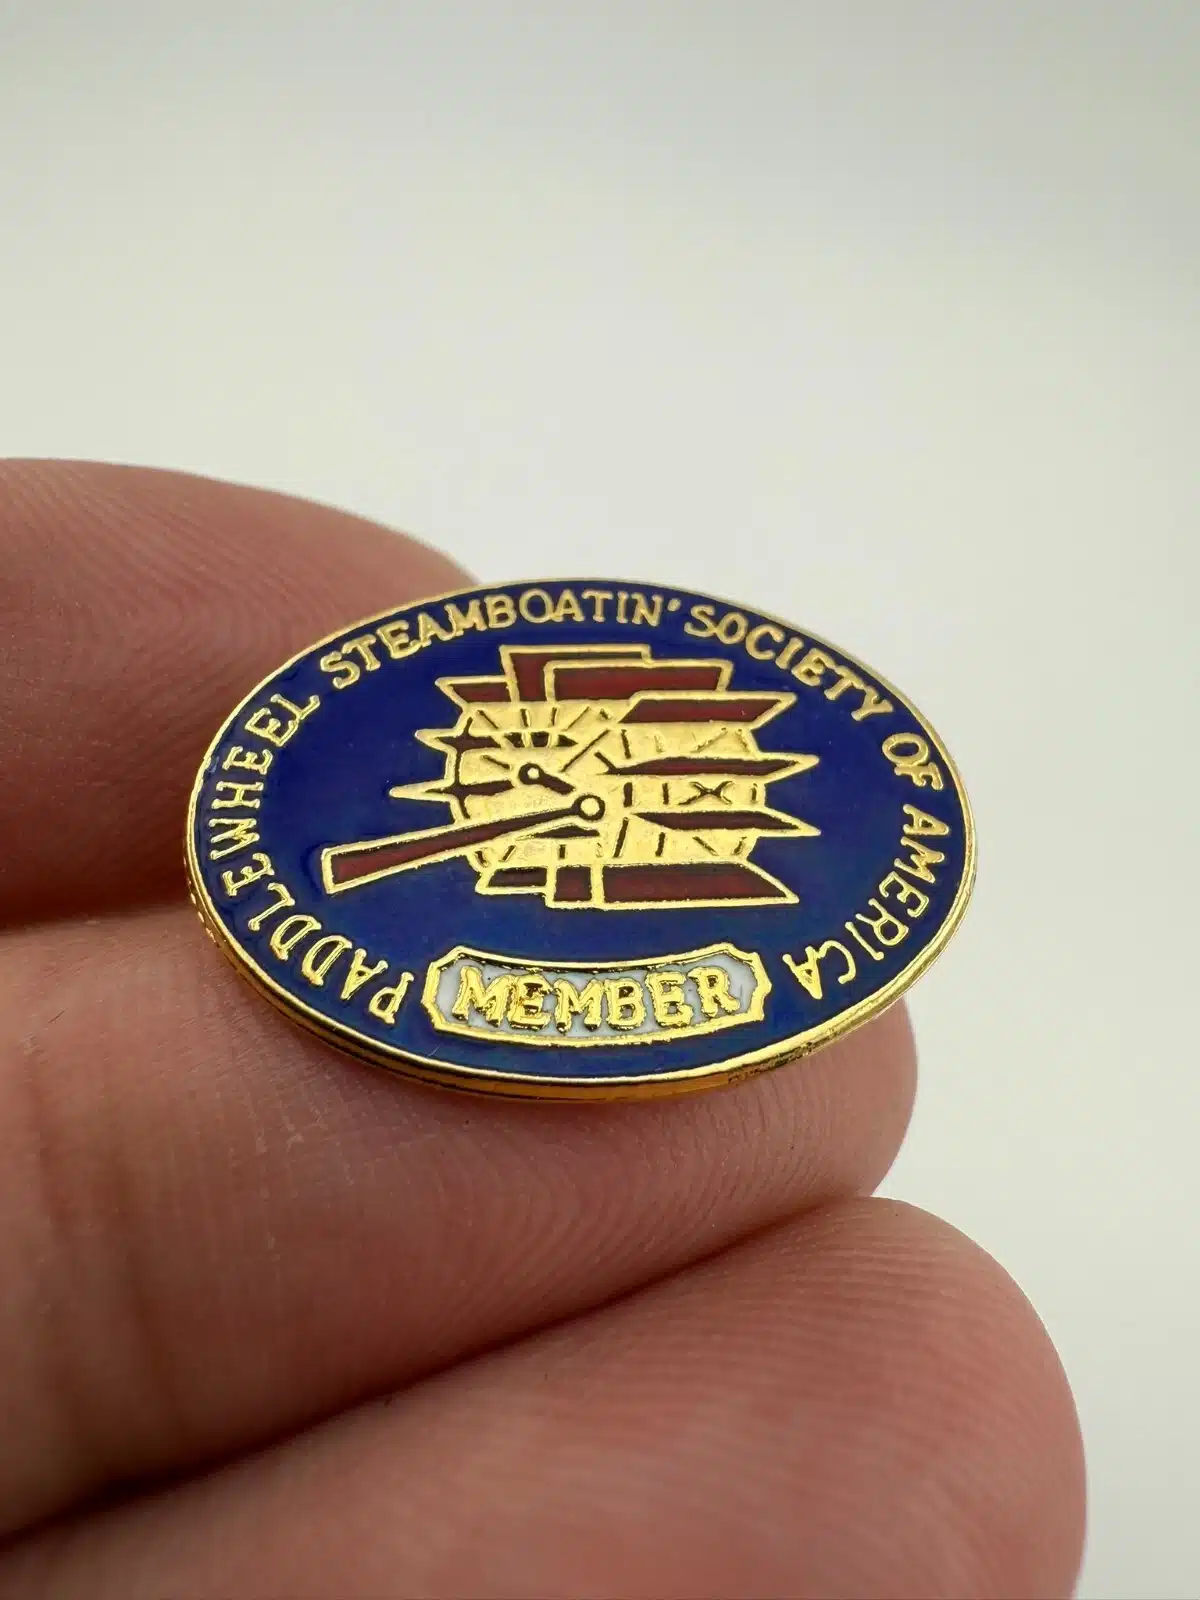 PADDLEWHEEL STEAMBOATIN' SOCIETY OF AMERICA
MEMBER